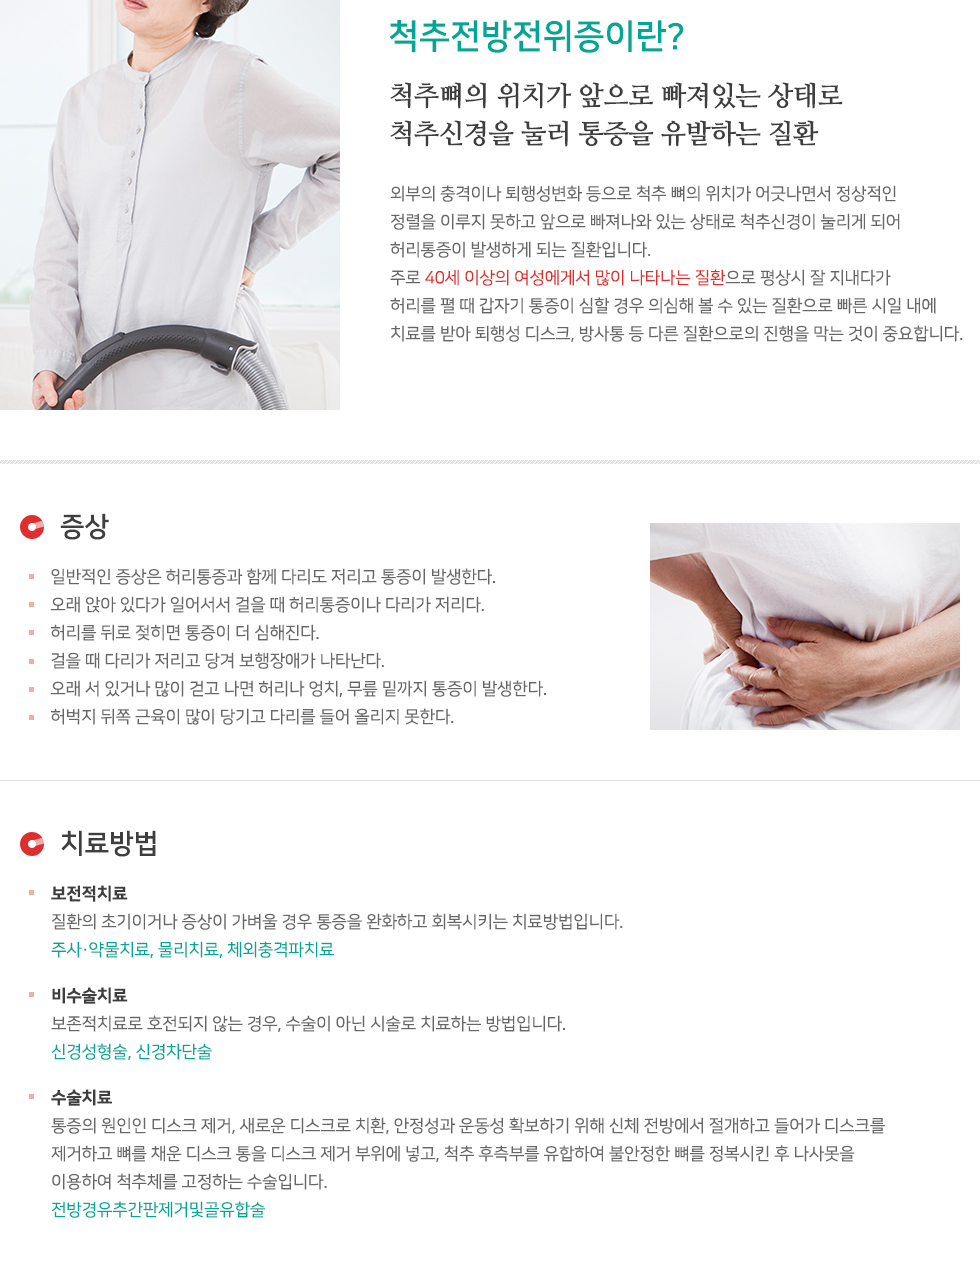 척추전방전위증이란?
척추뼈의 위치가 앞으로 빠져있는 상태로
척추신경을 눌러 통증을 유발하는 질환
외부의 충격이나 퇴행성변화 등으로 척추 뼈의 위치가 어긋나면서 정상적인
정렬을 이루지 못하고 앞으로 빠져나와 있는 상태로 척추신경이 눌리게 되어
허리통증이 발생하게 되는 질환입니다.
주로 40세 이상의 여성에게서 많이 나타나는 질환으로 평상시 잘 지내다가
허리를 펼 때 갑자기 통증이 심할 경우 의심해 볼 수 있는 질환으로 빠른 시일 내에
치료를 받아 퇴행성 디스크, 방사통 등 다른 질환으로의 진행을 막는 것이 중요합니다.
증상
일반적인 증상은 허리통증과 함께 다리도 저리고 통증이 발생한다.
오래 앉아 있다가 일어서서 걸을 때 허리통증이나 다리가 저리다.
허리를 뒤로 젖히면 통증이 더 심해진다.
걸을 때 다리가 저리고 당겨 보행장애가 나타난다.
오래 서 있거나 많이 걷고 나면 허리나 엉치, 무릎 밑까지 통증이 발생한다.
허벅지 뒤쪽 근육이 많이 당기고 다리를 들어 올리지 못한다.
치료방법
보전적치료
질환의 초기이거나 증상이 가벼울 경우 통증을 완화하고 회복시키는 치료방법입니다.
주사·약물치료, 물리치료, 체외충격파치료
비수술치료
보존적치료로 호전되지 않는 경우, 수술이 아닌 시술로 치료하는 방법입니다.
신경성형술, 신경차단술
수술치료
통증의 원인인 디스크 제거, 새로운 디스크로 치환, 안정성과 운동성 확보하기 위해 신체 전방에서 절개하고 들어가 디스크를
제거하고 뼈를 채운 디스크 통을 디스크 제거 부위에 넣고, 척추 후측부를 유합하여 불안정한 뼈를 정복시킨 후 나사못을
이용하여 척추체를 고정하는 수술입니다.
전방경유추간판제거및골유합술